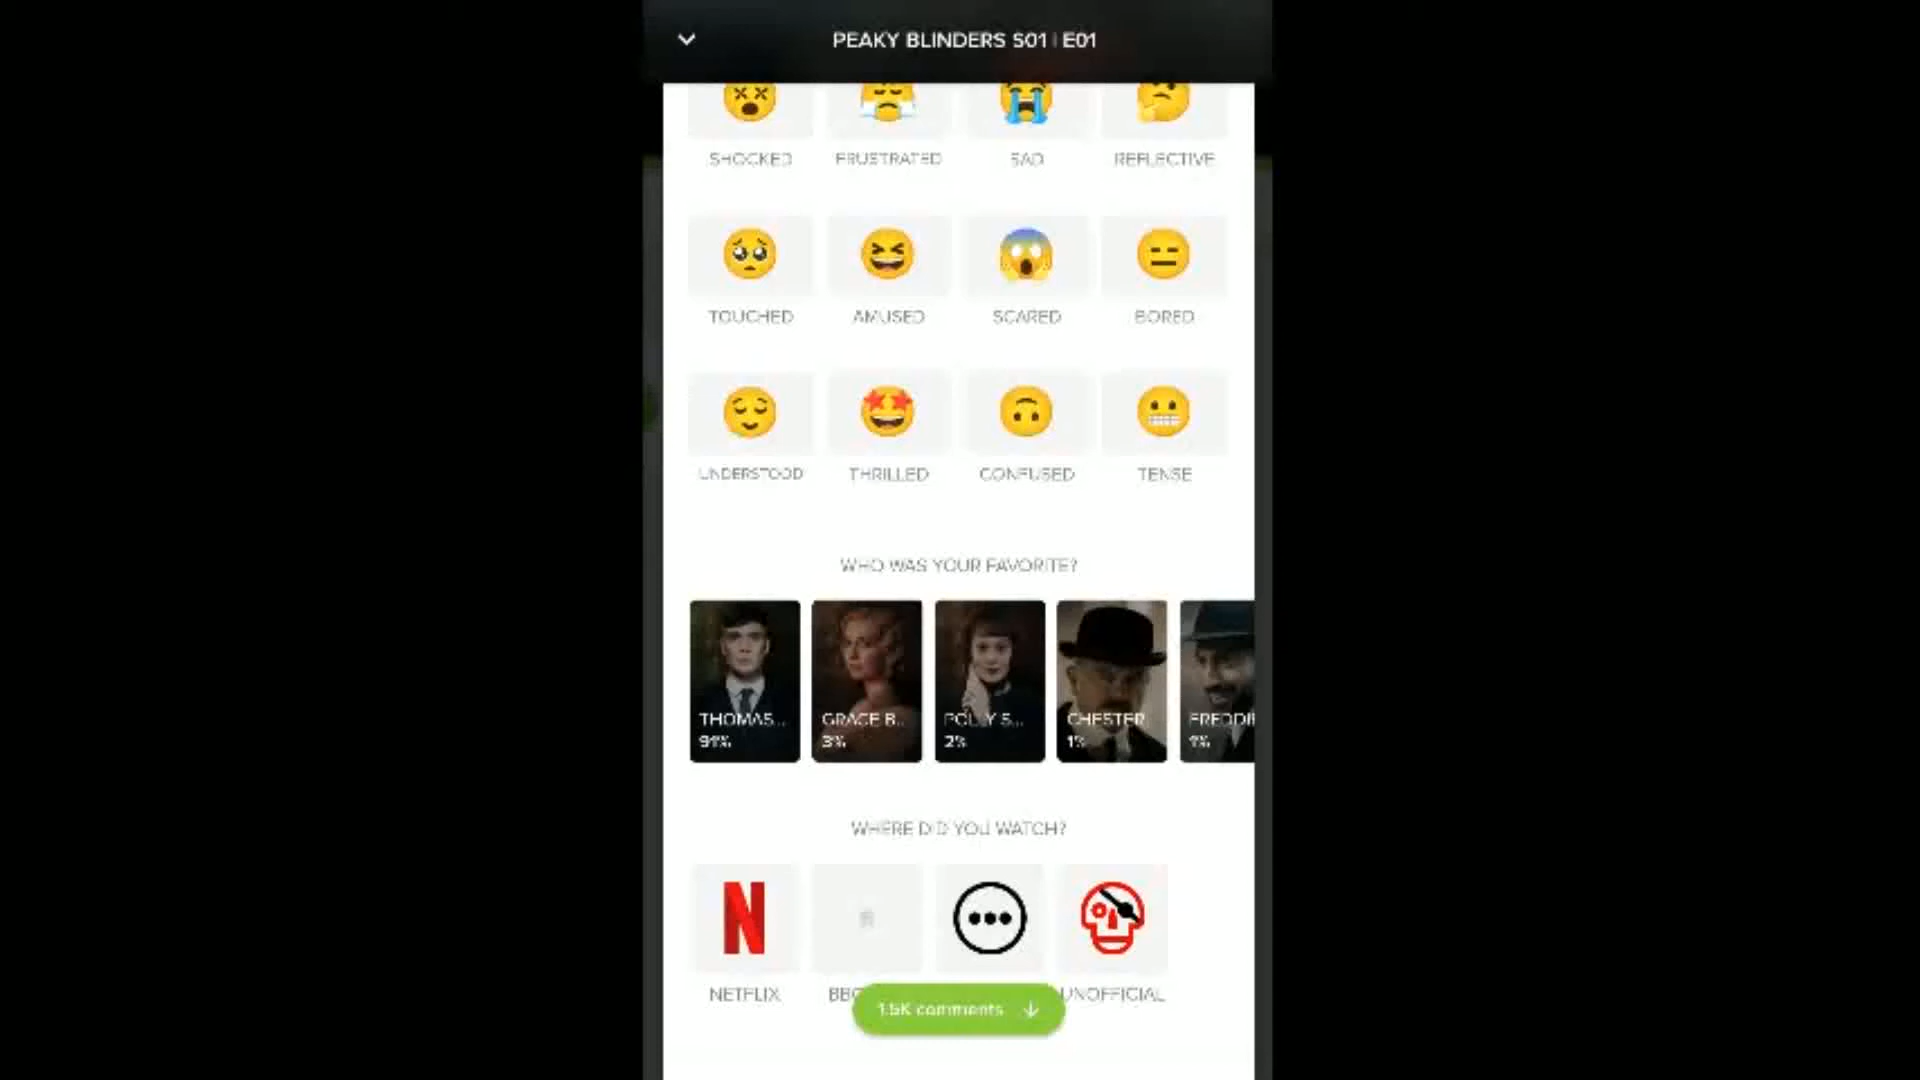 PEAKY BLINDERS S01 | E01
SHOCKED FRUSTRATED SAD REFLECTIVE
TOUCHED AMUSED SCARED BORED
UNDERSTOOD THRILLED CONFUSED TENSE
WHO WAS YOUR FAVORITE?
THOMAS... GRACE B... POLLY S... CHESTER FREDDIE
91% 3% 2% 1% 1%
WHERE DID YOU WATCH?
NETFLIX BBC UNOFFICIAL
1.5K comments